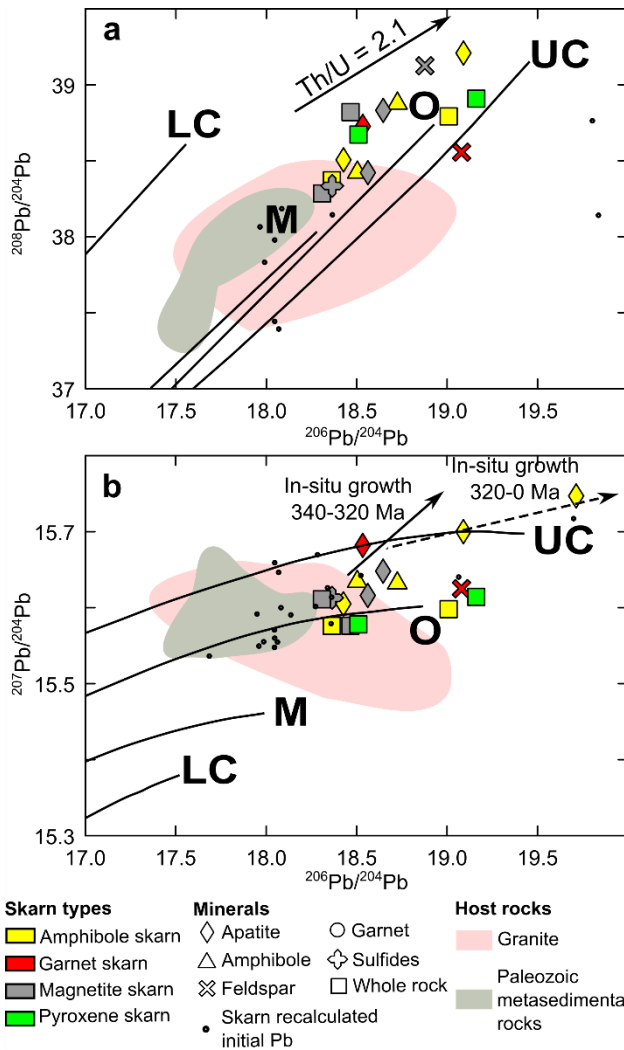 a
Th/U = 2.1
UC
LC
O
M
39
38
37
²⁰⁸Pb/²⁰⁴Pb
17.0 17.5 18.0 18.5 19.0 19.5
²⁰⁶Pb/²⁰⁴Pb
b
In-situ growth
320-0 Ma
In-situ growth
340-320 Ma
UC
O
M
LC
15.7
15.5
15.3
²⁰⁷Pb/²⁰⁴Pb
17.0 17.5 18.0 18.5 19.0 19.5
²⁰⁶Pb/²⁰⁴Pb
Skarn types
Amphibole skarn
Garnet skarn
Magnetite skarn
Pyroxene skarn
Minerals
Apatite
Amphibole
Feldspar
Garnet
Sulfides
Whole rock
Skarn recalculated
initial Pb
Host rocks
Granite
Paleozoic
metasedimenta
rocks